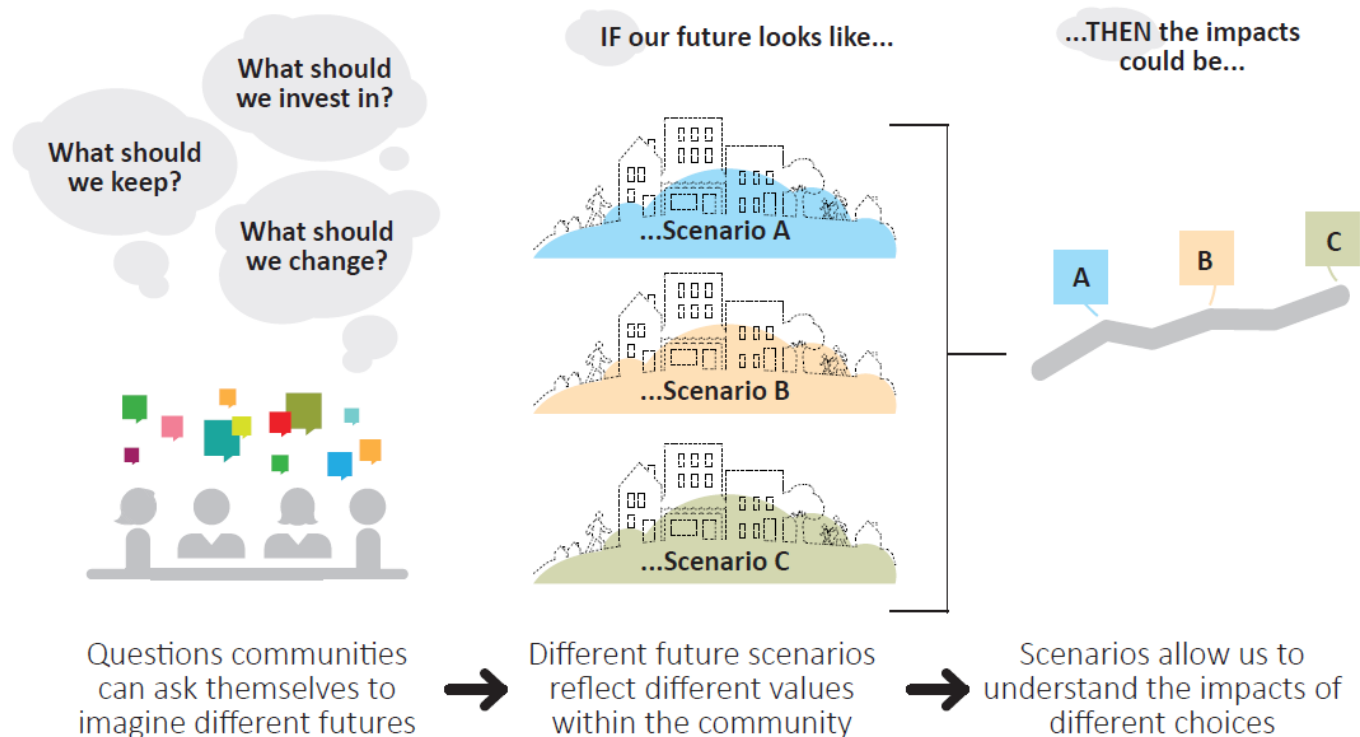 What should
we invest in?
What should
we keep?
What should
we change?
IF our future looks like...
...Scenario A
...Scenario B
...Scenario C
...THEN the impacts
could be...
A
B
C
Questions communities
can ask themselves to
imagine different futures
Different future scenarios
reflect different values
within the community
Scenarios allow us to
understand the impacts of
different choices